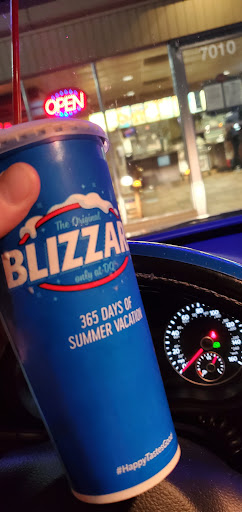 7010
OPEN
The Original
BLIZZAR
only at DQ
365 DAYS OF
SUMMER VACATION
#HappyTastesGood